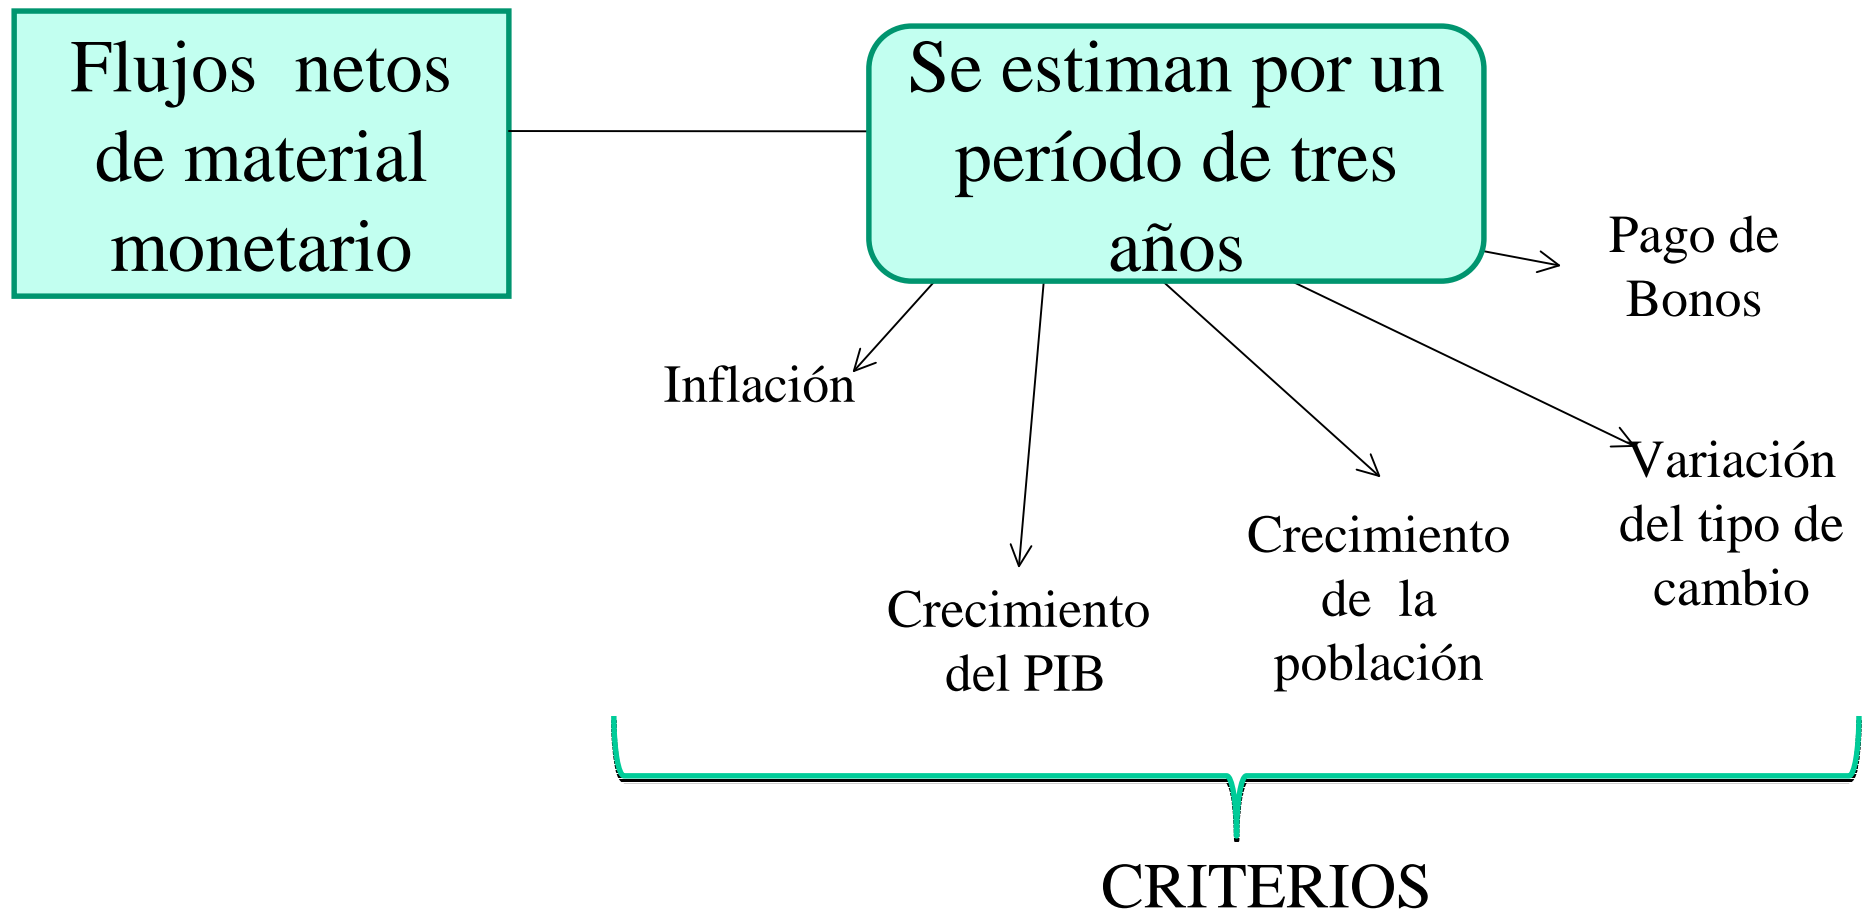 Flujos  netos
de material
monetario
Se estiman por un
período de tres
años
Pago de
Bonos
Inflación
Variación
del tipo de
cambio
Crecimiento
de  la
población
Crecimiento
del PIB
CRITERIOS